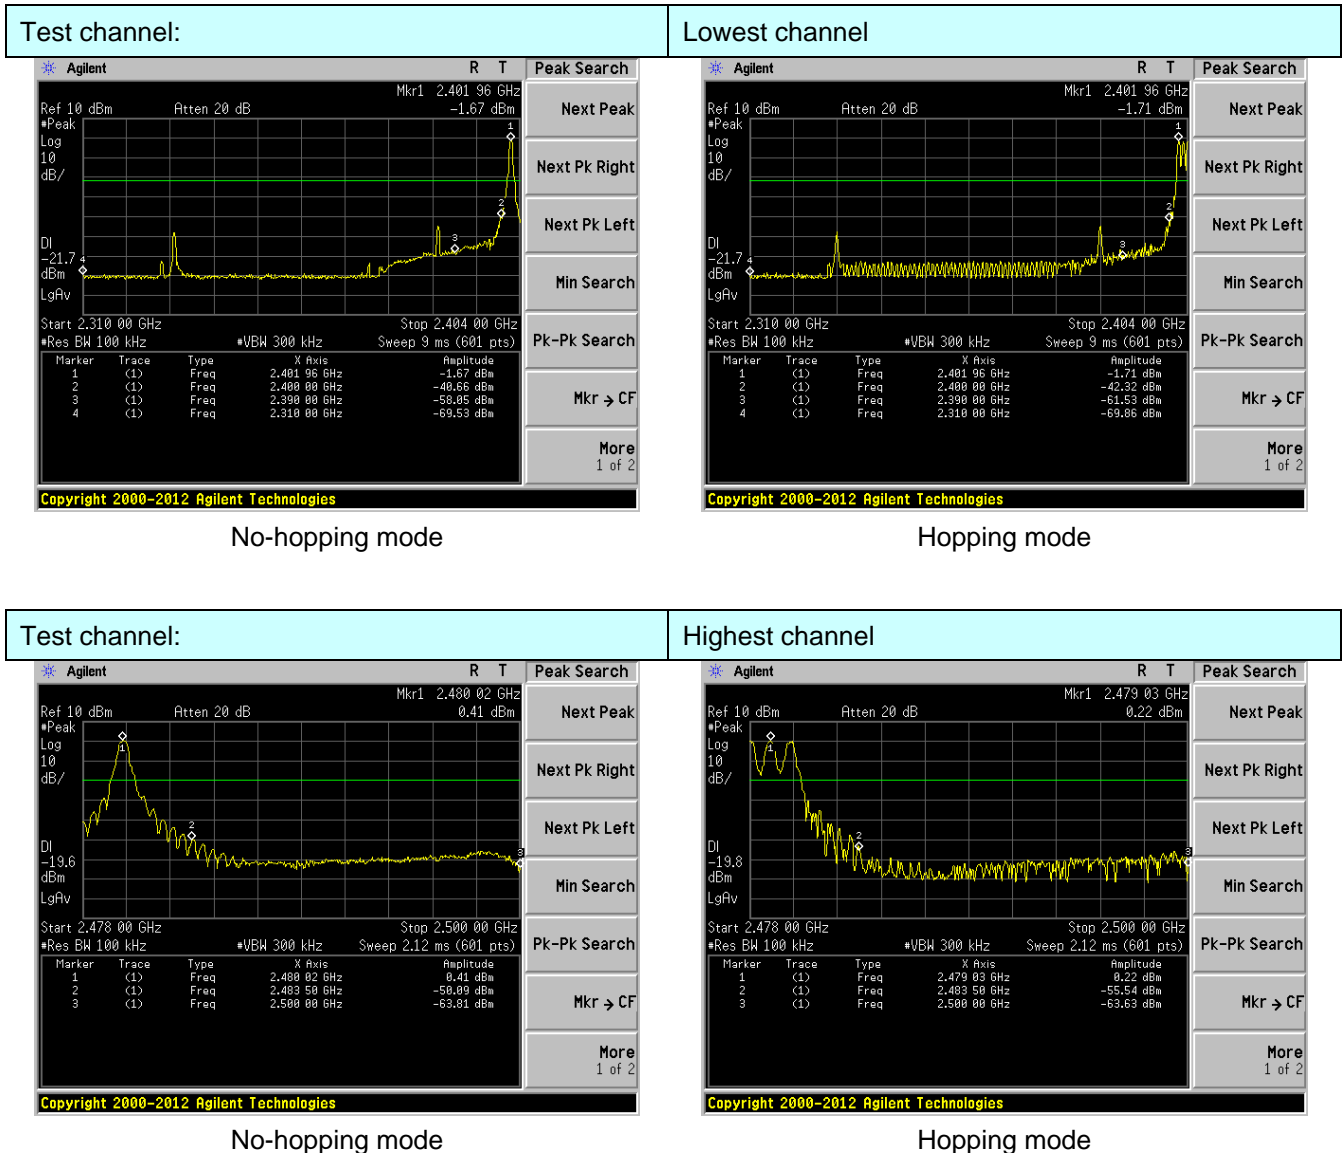 Test channel: Lowest channel
Agilent R T Peak Search
Mkr1 2.401 96 GHz
Ref 10 dBm Atten 20 dB -1.67 dBm
#Peak
Log
10
dB/
1
2
3
4
DI
-21.7
dBm
LgAv
Start 2.310 00 GHz Stop 2.404 00 GHz
#Res BW 100 kHz #VBW 300 kHz Sweep 9 ms (601 pts)
Marker Trace Type X Axis Amplitude
1 (1) Freq 2.401 96 GHz -1.67 dBm
2 (1) Freq 2.400 00 GHz -40.66 dBm
3 (1) Freq 2.390 00 GHz -58.05 dBm
4 (1) Freq 2.310 00 GHz -69.53 dBm
Next Peak
Next Pk Right
Next Pk Left
Min Search
Pk-Pk Search
Mkr → CF
More
1 of 2
Copyright 2000-2012 Agilent Technologies
No-hopping mode
Agilent R T Peak Search
Mkr1 2.401 96 GHz
Ref 10 dBm Atten 20 dB -1.71 dBm
#Peak
Log
10
dB/
1
2
3
4
DI
-21.7
dBm
LgAv
Start 2.310 00 GHz Stop 2.404 00 GHz
#Res BW 100 kHz #VBW 300 kHz Sweep 9 ms (601 pts)
Marker Trace Type X Axis Amplitude
1 (1) Freq 2.401 96 GHz -1.71 dBm
2 (1) Freq 2.400 00 GHz -42.32 dBm
3 (1) Freq 2.390 00 GHz -61.53 dBm
4 (1) Freq 2.310 00 GHz -69.86 dBm
Next Peak
Next Pk Right
Next Pk Left
Min Search
Pk-Pk Search
Mkr → CF
More
1 of 2
Copyright 2000-2012 Agilent Technologies
Hopping mode
Test channel: Highest channel
Agilent R T Peak Search
Mkr1 2.480 02 GHz
Ref 10 dBm Atten 20 dB 0.41 dBm
#Peak
Log
10
dB/
1
2
3
DI
-19.6
dBm
LgAv
Start 2.478 00 GHz Stop 2.500 00 GHz
#Res BW 100 kHz #VBW 300 kHz Sweep 2.12 ms (601 pts)
Marker Trace Type X Axis Amplitude
1 (1) Freq 2.480 02 GHz 0.41 dBm
2 (1) Freq 2.483 50 GHz -50.09 dBm
3 (1) Freq 2.500 00 GHz -63.81 dBm
Next Peak
Next Pk Right
Next Pk Left
Min Search
Pk-Pk Search
Mkr → CF
More
1 of 2
Copyright 2000-2012 Agilent Technologies
No-hopping mode
Agilent R T Peak Search
Mkr1 2.479 03 GHz
Ref 10 dBm Atten 20 dB 0.22 dBm
#Peak
Log
10
dB/
1
2
3
DI
-19.8
dBm
LgAv
Start 2.478 00 GHz Stop 2.500 00 GHz
#Res BW 100 kHz #VBW 300 kHz Sweep 2.12 ms (601 pts)
Marker Trace Type X Axis Amplitude
1 (1) Freq 2.479 03 GHz 0.22 dBm
2 (1) Freq 2.483 50 GHz -55.54 dBm
3 (1) Freq 2.500 00 GHz -63.63 dBm
Next Peak
Next Pk Right
Next Pk Left
Min Search
Pk-Pk Search
Mkr → CF
More
1 of 2
Copyright 2000-2012 Agilent Technologies
Hopping mode